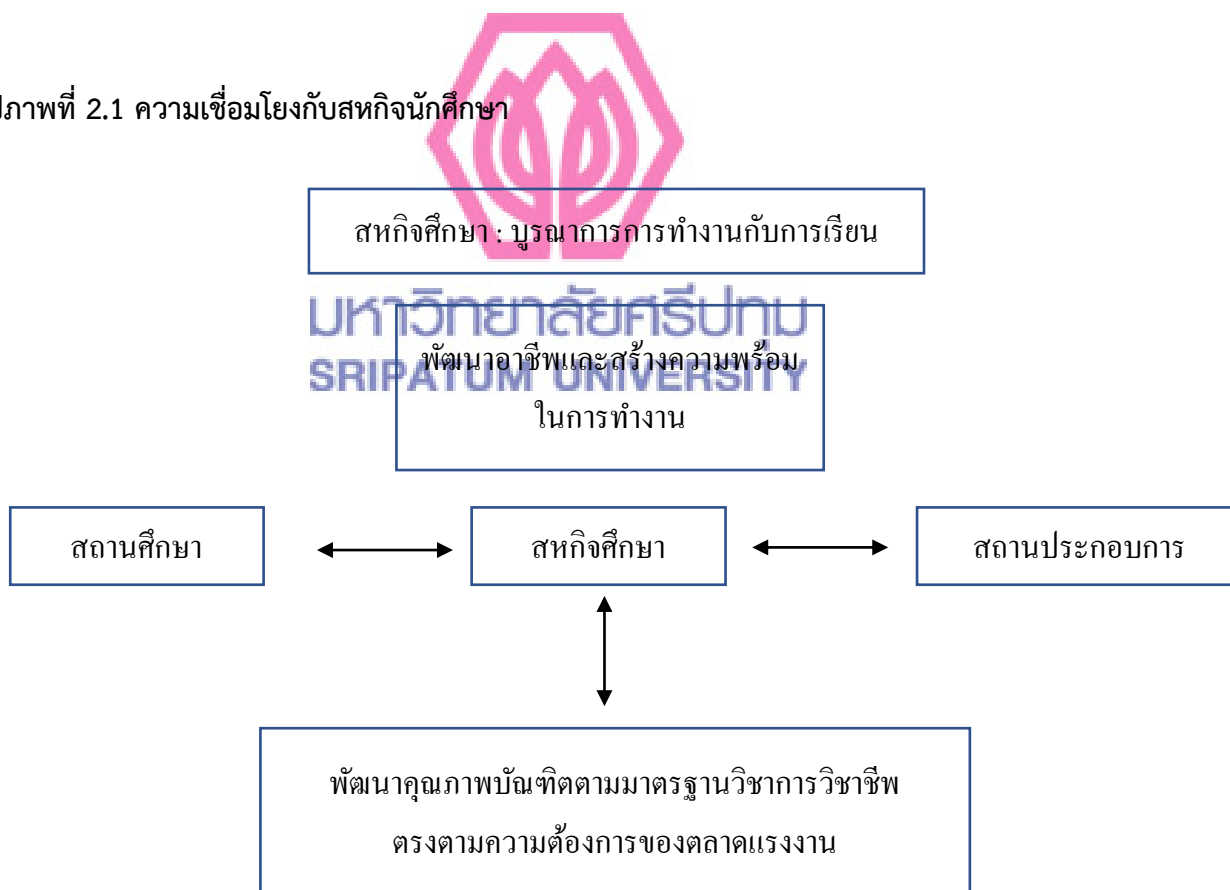 ภาพที่ 2.1 ความเชื่อมโยงกับสหกิจนักศึกษา
สหกิจศึกษา : บูรณาการการทำงานกับการเรียน
มหาวิทยาลัยศรีปทุม
SRIPATUM UNIVERSITY
พัฒนาอาชีพและสร้างความพร้อม
ในการทำงาน
สถานศึกษา
สหกิจศึกษา
สถานประกอบการ
พัฒนาคุณภาพบัณฑิตตามมาตรฐานวิชาการวิชาชีพ
ตรงตามความต้องการของตลาดแรงงาน